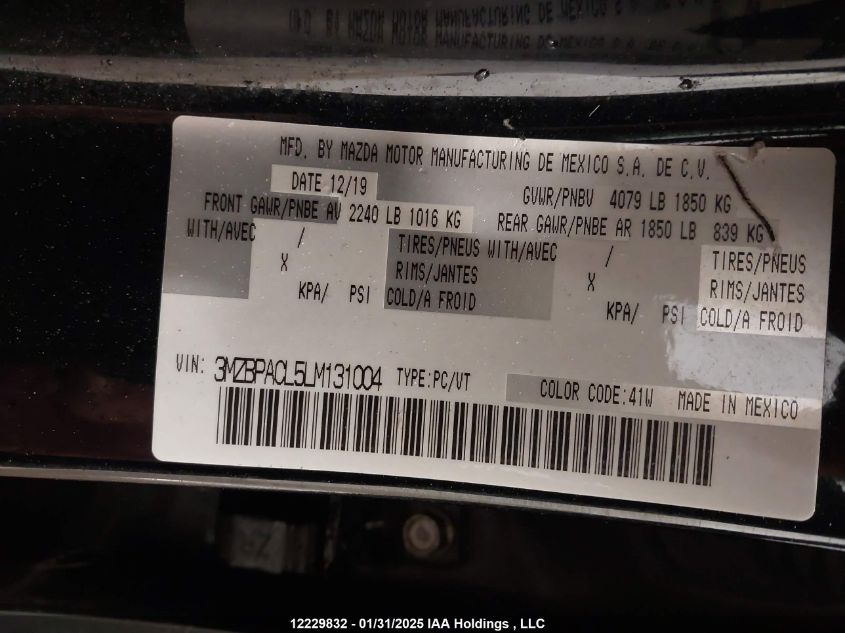 MFD. BY MAZDA MOTOR MANUFACTURING DE MEXICO S.A. DE C.V.
DATE 12/19
GVWR/PNBV 4079 LB 1850 KG
FRONT GAWR/PNBE AV 2240 LB 1016 KG
REAR GAWR/PNBE AR 1850 LB 839 KG
WITH/AVEC / TIRES/PNEUS WITH/AVEC / TIRES/PNEUS
X RIMS/JANTES X RIMS/JANTES
KPA/ PSI COLD/A FROID KPA/ PSI COLD/A FROID
VIN: 3MZBPACL5LM131004 TYPE:PC/VT COLOR CODE:41W MADE IN MEXICO
12229832 - 01/31/2025 IAA Holdings , LLC